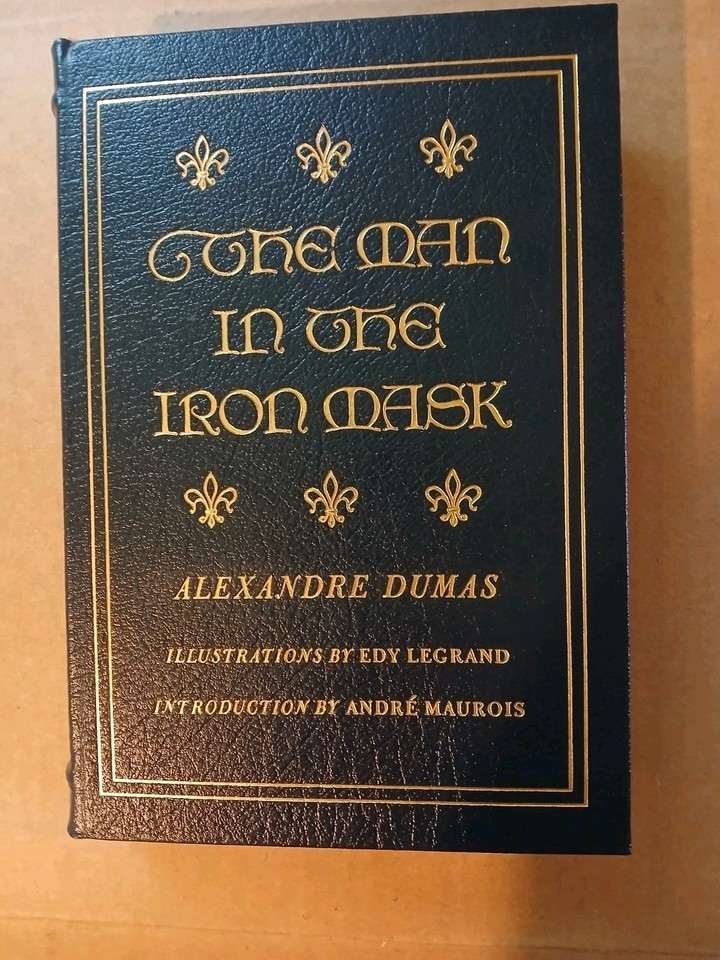 THE MAN
IN THE
IRON MASK
ALEXANDRE DUMAS
ILLUSTRATIONS BY EDY LEGRAND
INTRODUCTION BY ANDRÉ MAUROIS